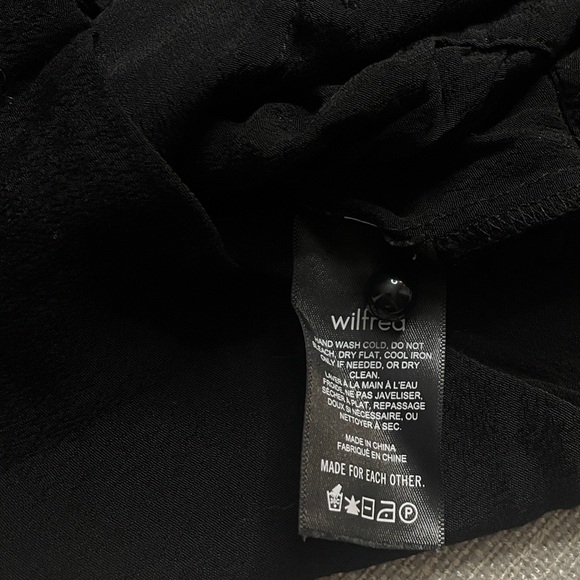 wilfred
HAND WASH COLD, DO NOT
BLEACH, DRY FLAT, COOL IRON
ONLY IF NEEDED, OR DRY
CLEAN.
LAVER À LA MAIN À L'EAU
FROIDE, NE PAS JAVELISER,
SÉCHER À PLAT, REPASSAGE
DOUX SI NÉCESSAIRE, OU
NETTOYER À SEC.
MADE IN CHINA
FABRIQUÉ EN CHINE
MADE FOR EACH OTHER.
P